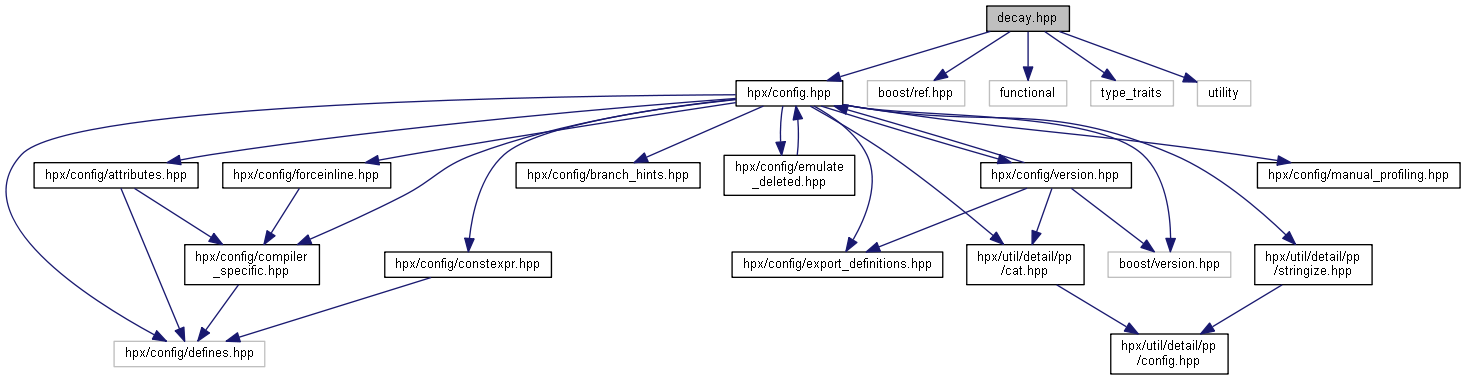 decay.hpp
hpx/config.hpp
boost/ref.hpp
functional
type_traits
utility
hpx/config/attributes.hpp
hpx/config/forceinline.hpp
hpx/config/branch_hints.hpp
hpx/config/emulate
_deleted.hpp
hpx/config/version.hpp
hpx/config/manual_profiling.hpp
hpx/config/compiler
_specific.hpp
hpx/config/constexpr.hpp
hpx/config/export_definitions.hpp
hpx/util/detail/pp
/cat.hpp
boost/version.hpp
hpx/util/detail/pp
/stringize.hpp
hpx/config/defines.hpp
hpx/util/detail/pp
/config.hpp